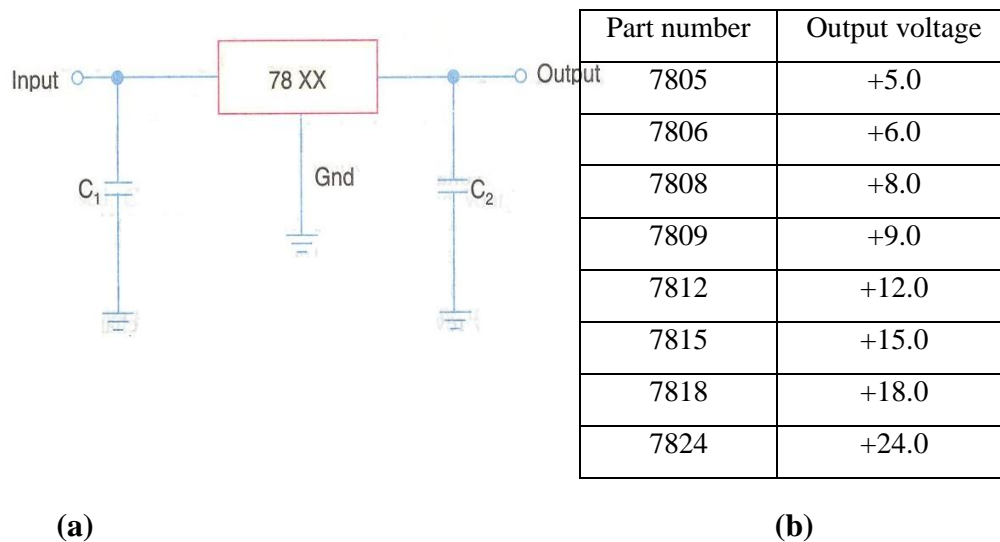 Input
78 XX
Output
C₁
Gnd
C₂
Part number Output voltage
7805 +5.0
7806 +6.0
7808 +8.0
7809 +9.0
7812 +12.0
7815 +15.0
7818 +18.0
7824 +24.0
(a) (b)